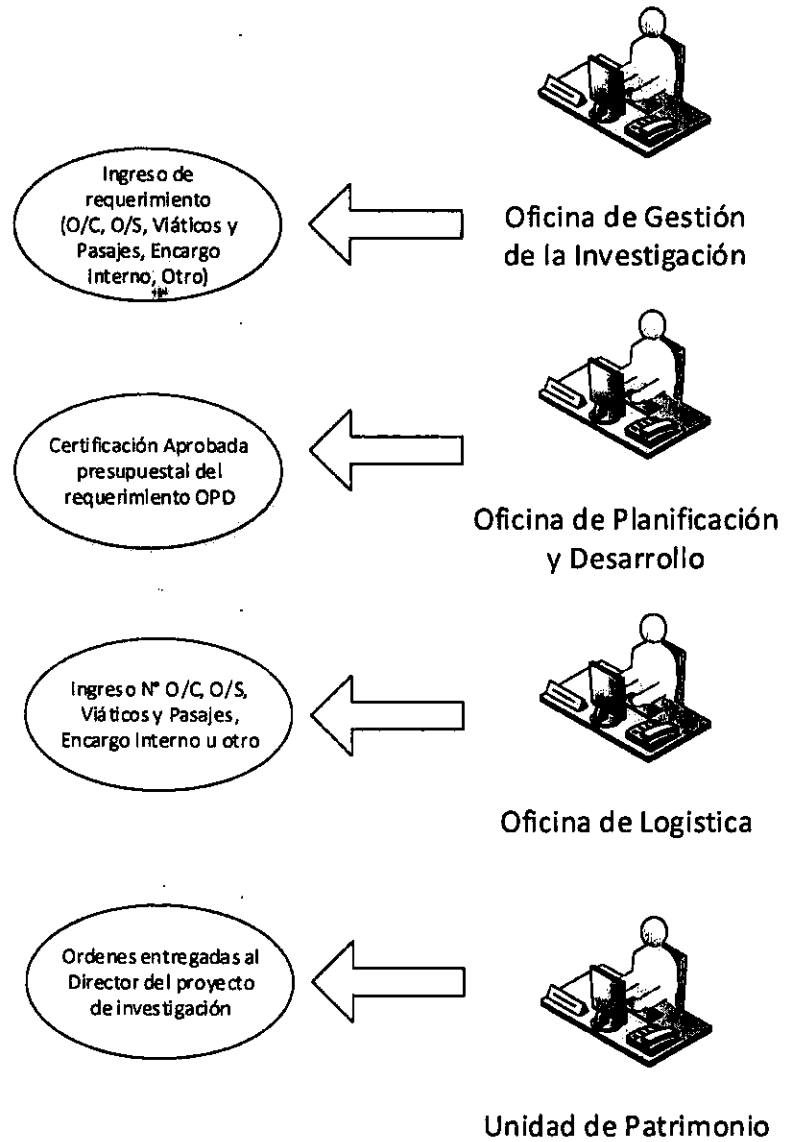 Ingreso de
requerimiento
(O/C, O/S, Viáticos y
Pasajes, Encargo
Interno, Otro)
Oficina de Gestión
de la Investigación
Certificación Aprobada
presupuestal del
requerimiento OPD
Oficina de Planificación
y Desarrollo
Ingreso N° O/C, O/S,
Viáticos y Pasajes,
Encargo Interno u otro
Oficina de Logistica
Ordenes entregadas al
Director del proyecto
de investigación
Unidad de Patrimonio